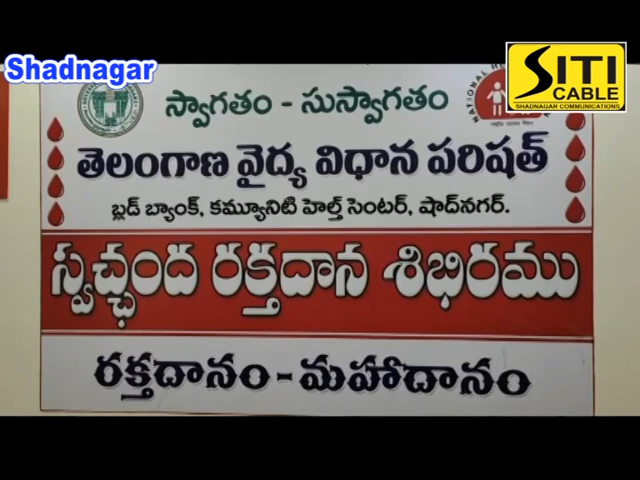 Shadnagar
SITI
CABLE
SHADNAGAR COMMUNICATIONS
స్వాగతం - సుస్వాగతం
తెలంగాణ వైద్య విధాన పరిషత్
బ్లడ్ బ్యాంక్, కమ్యూనిటి హెల్త్ సెంటర్, షాద్‌నగర్.
స్వచ్ఛంద రక్తదాన శిబిరము
రక్తదానం - మహాదానం